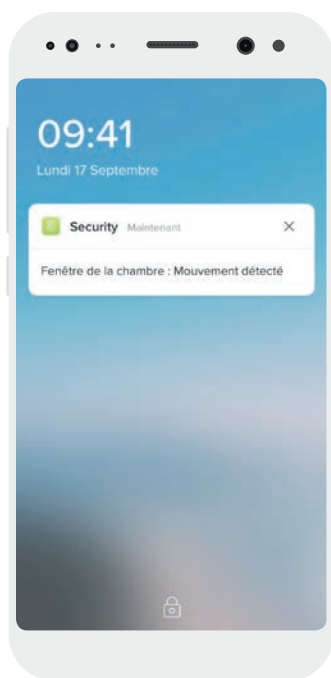 09:41
Lundi 17 Septembre
Security Maintenant
Fenêtre de la chambre : Mouvement détecté